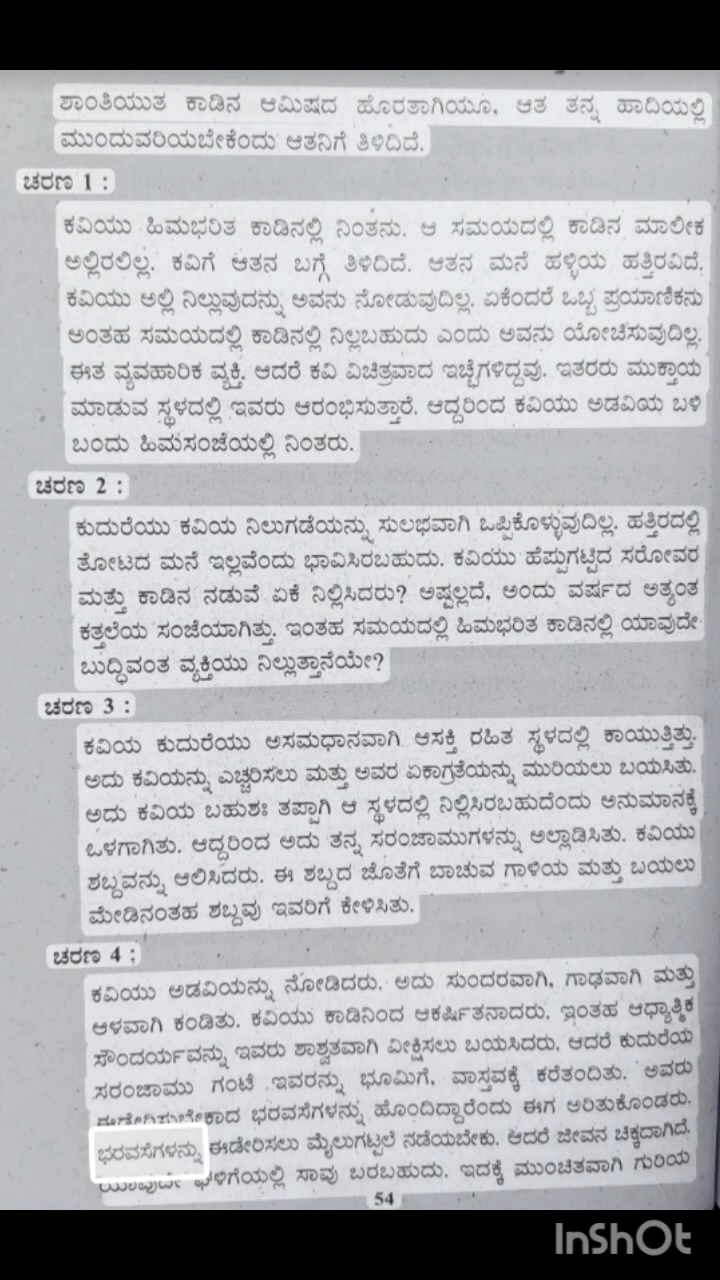 ಶಾಂತಿಯುತ ಕಾಡಿನ ಆಮಿಷದ ಹೊರತಾಗಿಯೂ, ಆತ ತನ್ನ ಹಾದಿಯಲ್ಲಿ
ಮುಂದುವರಿಯಬೇಕೆಂದು ಆತನಿಗೆ ತಿಳಿದಿದೆ.
ಚರಣ 1 :
ಕವಿಯು ಹಿಮಭರಿತ ಕಾಡಿನಲ್ಲಿ ನಿಂತನು. ಆ ಸಮಯದಲ್ಲಿ ಕಾಡಿನ ಮಾಲೀಕ
ಅಲ್ಲಿರಲಿಲ್ಲ. ಕವಿಗೆ ಆತನ ಬಗ್ಗೆ ತಿಳಿದಿದೆ. ಆತನ ಮನೆ ಹಳ್ಳಿಯ ಹತ್ತಿರವಿದೆ.
ಕವಿಯು ಅಲ್ಲಿ ನಿಲ್ಲುವುದನ್ನು ಅವನು ನೋಡುವುದಿಲ್ಲ. ಏಕೆಂದರೆ ಒಬ್ಬ ಪ್ರಯಾಣಿಕನು
ಅಂತಹ ಸಮಯದಲ್ಲಿ ಕಾಡಿನಲ್ಲಿ ನಿಲ್ಲಬಹುದು ಎಂದು ಅವನು ಯೋಚಿಸುವುದಿಲ್ಲ.
ಈತ ವ್ಯವಹಾರಿಕ ವ್ಯಕ್ತಿ. ಆದರೆ ಕವಿ ವಿಚಿತ್ರವಾದ ಇಚ್ಛೆಗಳಿದ್ದವು. ಇತರರು ಮುಕ್ತಾಯ
ಮಾಡುವ ಸ್ಥಳದಲ್ಲಿ ಇವರು ಆರಂಭಿಸುತ್ತಾರೆ. ಆದ್ದರಿಂದ ಕವಿಯು ಅಡವಿಯ ಬಳಿ
ಬಂದು ಹಿಮಸಂಜೆಯಲ್ಲಿ ನಿಂತರು.
ಚರಣ 2 :
ಕುದುರೆಯು ಕವಿಯ ನಿಲುಗಡೆಯನ್ನು ಸುಲಭವಾಗಿ ಒಪ್ಪಿಕೊಳ್ಳುವುದಿಲ್ಲ. ಹತ್ತಿರದಲ್ಲಿ
ತೋಟದ ಮನೆ ಇಲ್ಲವೆಂದು ಭಾವಿಸಿರಬಹುದು. ಕವಿಯು ಹೆಪ್ಪುಗಟ್ಟಿದ ಸರೋವರ
ಮತ್ತು ಕಾಡಿನ ನಡುವೆ ಏಕೆ ನಿಲ್ಲಿಸಿದರು? ಅಷ್ಟಲ್ಲದೆ, ಅಂದು ವರ್ಷದ ಅತ್ಯಂತ
ಕತ್ತಲೆಯ ಸಂಜೆಯಾಗಿತ್ತು. ಇಂತಹ ಸಮಯದಲ್ಲಿ ಹಿಮಭರಿತ ಕಾಡಿನಲ್ಲಿ ಯಾವುದೇ
ಬುದ್ಧಿವಂತ ವ್ಯಕ್ತಿಯು ನಿಲ್ಲುತ್ತಾನೆಯೇ?
ಚರಣ 3 :
ಕವಿಯ ಕುದುರೆಯು ಅಸಮಧಾನವಾಗಿ ಆಸಕ್ತಿ ರಹಿತ ಸ್ಥಳದಲ್ಲಿ ಕಾಯುತ್ತಿತ್ತು.
ಅದು ಕವಿಯನ್ನು ಎಚ್ಚರಿಸಲು ಮತ್ತು ಅವರ ಏಕಾಗ್ರತೆಯನ್ನು ಮುರಿಯಲು ಬಯಸಿತು.
ಅದು ಕವಿಯ ಬಹುಶಃ ತಪ್ಪಾಗಿ ಆ ಸ್ಥಳದಲ್ಲಿ ನಿಲ್ಲಿಸಿರಬಹುದೆಂದು ಅನುಮಾನಕ್ಕೆ
ಒಳಗಾಗಿತು. ಆದ್ದರಿಂದ ಅದು ತನ್ನ ಸರಂಜಾಮುಗಳನ್ನು ಅಲ್ಲಾಡಿಸಿತು. ಕವಿಯು
ಶಬ್ದವನ್ನು ಆಲಿಸಿದರು. ಈ ಶಬ್ದದ ಜೊತೆಗೆ ಬಾಚುವ ಗಾಳಿಯ ಮತ್ತು ಬಯಲು
ಮೇಡಿನಂತಹ ಶಬ್ದವು ಇವರಿಗೆ ಕೇಳಿಸಿತು.
ಚರಣ 4 :
ಕವಿಯು ಅಡವಿಯನ್ನು ನೋಡಿದರು. ಅದು ಸುಂದರವಾಗಿ, ಗಾಢವಾಗಿ ಮತ್ತು
ಆಳವಾಗಿ ಕಂಡಿತು. ಕವಿಯು ಕಾಡಿನಿಂದ ಆಕರ್ಷಿತನಾದರು. ಇಂತಹ ಆಧ್ಯಾತ್ಮಿಕ
ಸೌಂದರ್ಯವನ್ನು ಇವರು ಶಾಶ್ವತವಾಗಿ ವೀಕ್ಷಿಸಲು ಬಯಸಿದರು. ಆದರೆ ಕುದುರೆಯ
ಸರಂಜಾಮು ಗಂಟೆ ಇವರನ್ನು ಭೂಮಿಗೆ, ವಾಸ್ತವಕ್ಕೆ ಕರೆತಂದಿತು. ಅವರು
ಈಡೇರಿಸುಬೇಕಾದ ಭರವಸೆಗಳನ್ನು ಹೊಂದಿದ್ದಾರೆಂದು ಈಗ ಅರಿತುಕೊಂಡರು.
ಭರವಸೆಗಳನ್ನು ಈಡೇರಿಸಲು ಮೈಲುಗಟ್ಟಲೆ ನಡೆಯಬೇಕು. ಆದರೆ ಜೀವನ ಚಿಕ್ಕದಾಗಿದೆ.
ಯಾವುದೇ ಘಳಿಗೆಯಲ್ಲಿ ಸಾವು ಬರಬಹುದು. ಇದಕ್ಕೆ ಮುಂಚಿತವಾಗಿ ಗುರಿಯ
54
InShOt